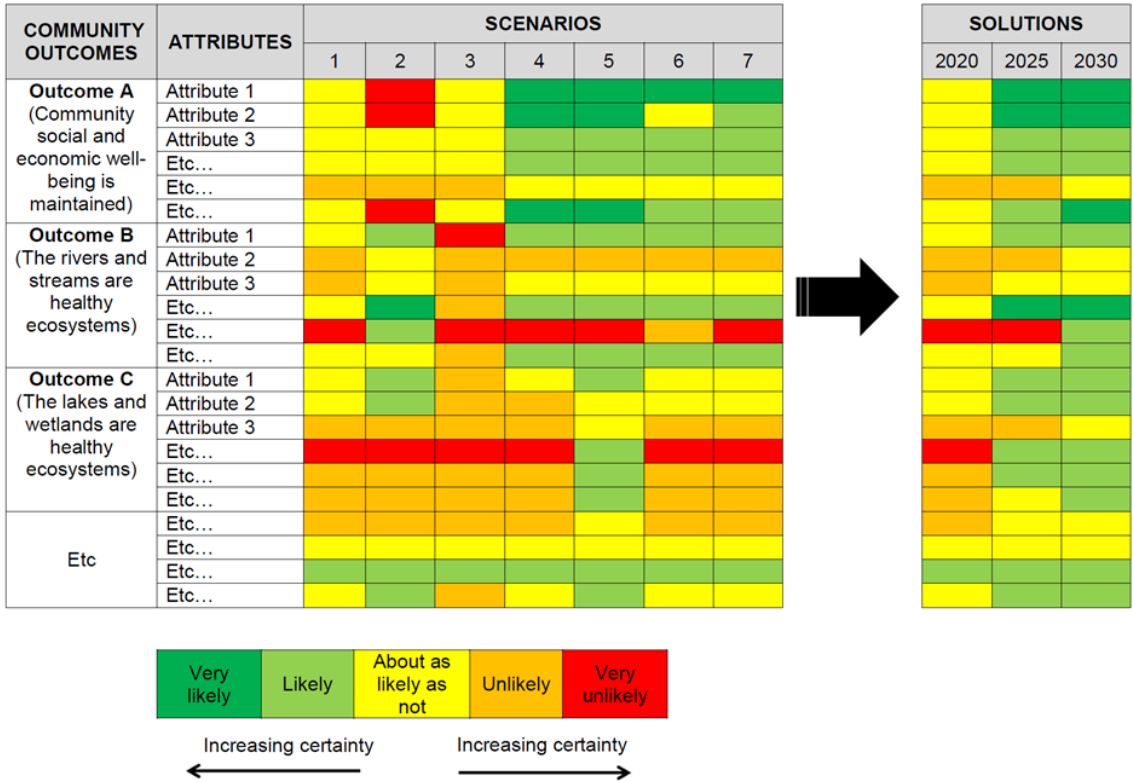 COMMUNITY
OUTCOMES
ATTRIBUTES
SCENARIOS
1 2 3 4 5 6 7
SOLUTIONS
2020 2025 2030
Outcome A
(Community
social and
economic well-
being is
maintained)
Attribute 1
Attribute 2
Attribute 3
Etc…
Etc…
Etc…
Outcome B
(The rivers and
streams are
healthy
ecosystems)
Attribute 1
Attribute 2
Attribute 3
Etc…
Etc…
Etc…
Outcome C
(The lakes and
wetlands are
healthy
ecosystems)
Attribute 1
Attribute 2
Attribute 3
Etc…
Etc…
Etc…
Etc
Etc…
Etc…
Etc…
Etc…
Very
likely
Likely
About as
likely as
not
Unlikely
Very
unlikely
Increasing certainty
Increasing certainty